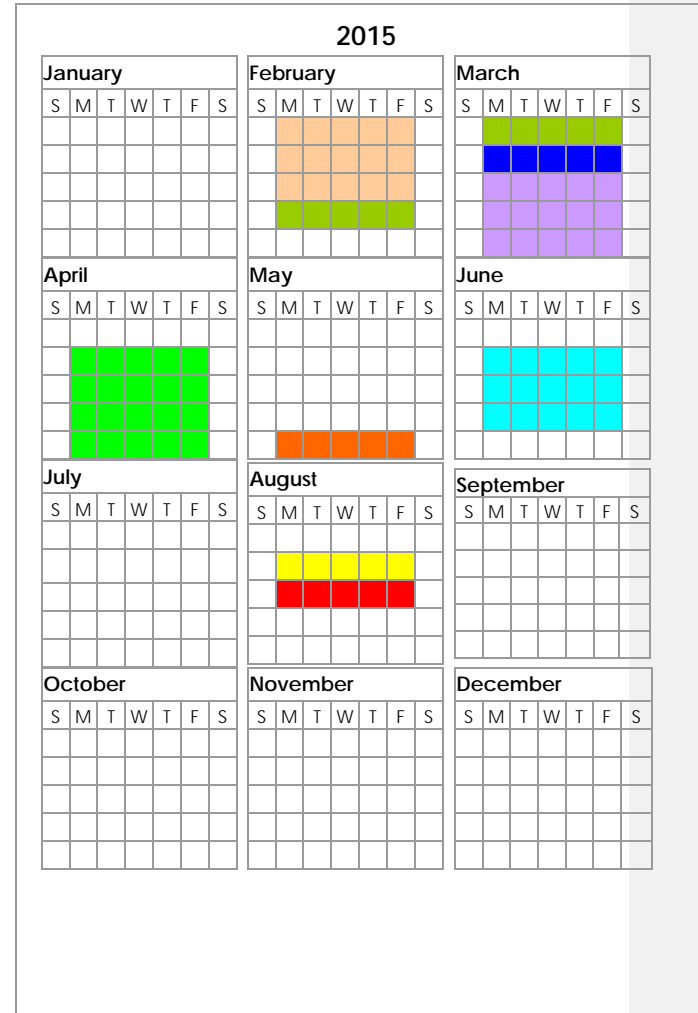 2015
January February March
S M T W T F S S M T W T F S S M T W T F S
April May June
S M T W T F S S M T W T F S S M T W T F S
July August September
S M T W T F S S M T W T F S S M T W T F S
October November December
S M T W T F S S M T W T F S S M T W T F S